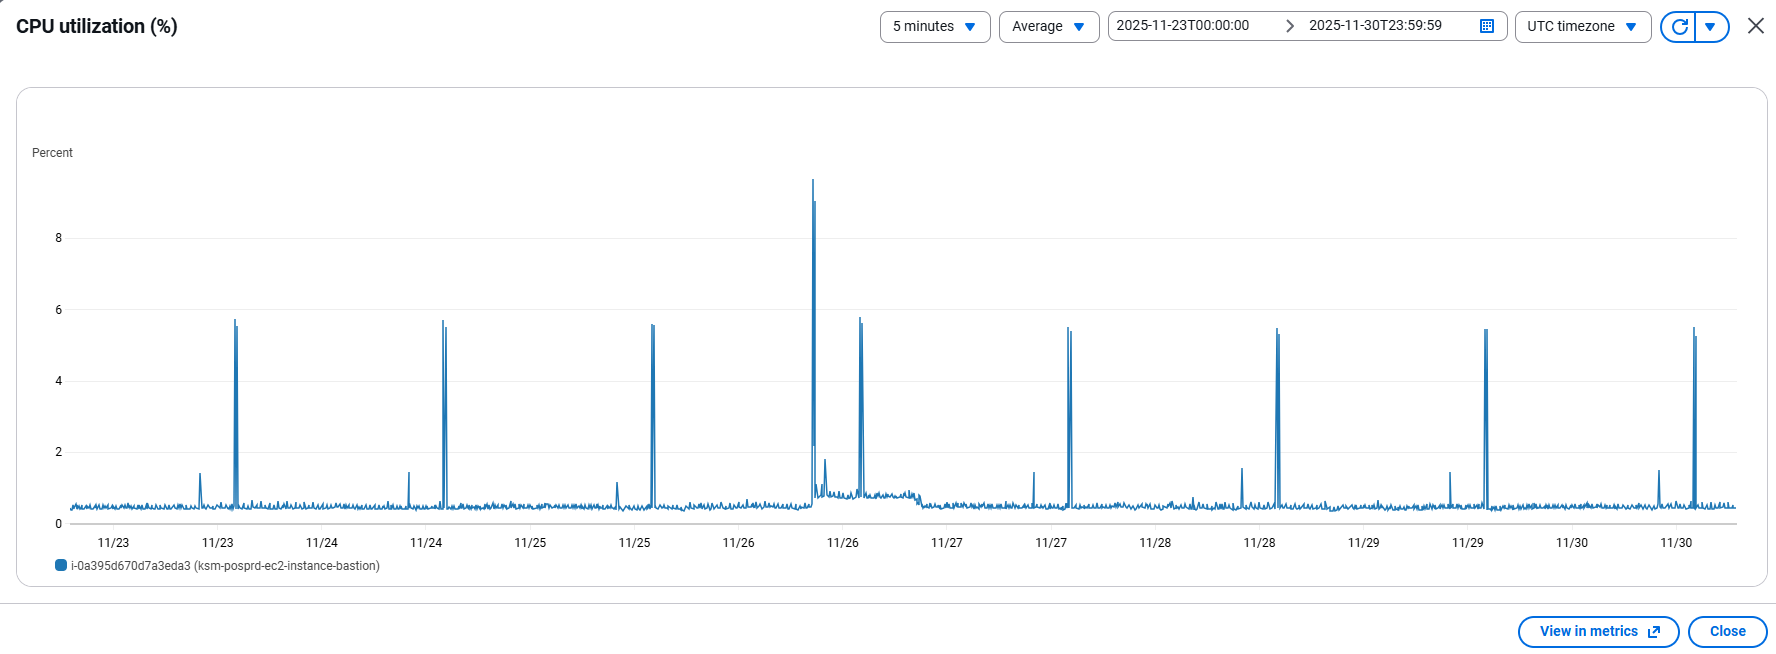 CPU utilization (%)
5 minutes
Average
2025-11-23T00:00:00
2025-11-30T23:59:59
UTC timezone
Percent
8
6
4
2
0
11/23 11/23 11/24 11/24 11/25 11/25 11/26 11/26 11/27 11/27 11/28 11/28 11/29 11/29 11/30 11/30
i-0a395d670d7a3eda3 (ksm-posprd-ec2-instance-bastion)
View in metrics
Close